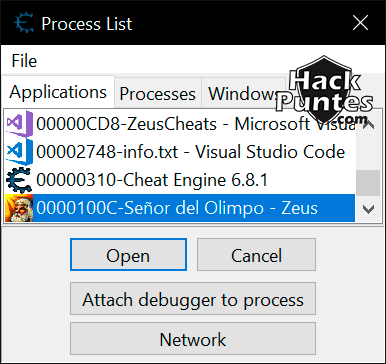 Process List
File
Hack
Puntes
.com
Applications Processes Windows
00000CD8-ZeusCheats - Microsoft Visua
00002748-info.txt - Visual Studio Code
00000310-Cheat Engine 6.8.1
0000100C-Señor del Olimpo - Zeus
Open Cancel
Attach debugger to process
Network